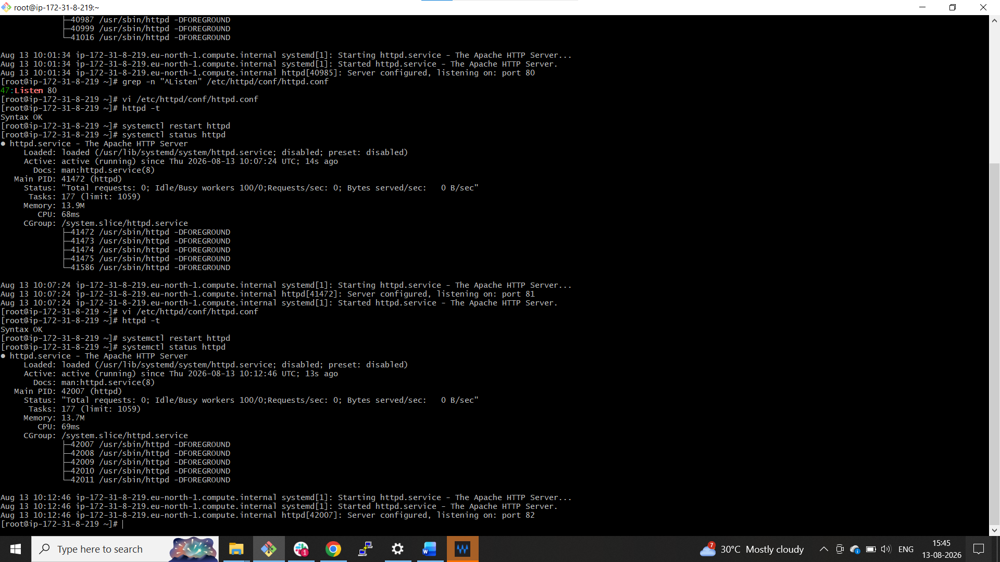 root@ip-172-31-8-219:~
├─40987 /usr/sbin/httpd -DFOREGROUND
├─40999 /usr/sbin/httpd -DFOREGROUND
└─41016 /usr/sbin/httpd -DFOREGROUND
Aug 13 10:01:34 ip-172-31-8-219.eu-north-1.compute.internal systemd[1]: Starting httpd.service - The Apache HTTP Server...
Aug 13 10:01:34 ip-172-31-8-219.eu-north-1.compute.internal systemd[1]: Started httpd.service - The Apache HTTP Server.
Aug 13 10:01:34 ip-172-31-8-219.eu-north-1.compute.internal httpd[40985]: Server configured, listening on: port 80
[root@ip-172-31-8-219 ~]# grep -n "^Listen" /etc/httpd/conf/httpd.conf
47:Listen 80
[root@ip-172-31-8-219 ~]# vi /etc/httpd/conf/httpd.conf
[root@ip-172-31-8-219 ~]# httpd -t
Syntax OK
[root@ip-172-31-8-219 ~]# systemctl restart httpd
[root@ip-172-31-8-219 ~]# systemctl status httpd
● httpd.service - The Apache HTTP Server
Loaded: loaded (/usr/lib/systemd/system/httpd.service; disabled; preset: disabled)
Active: active (running) since Thu 2026-08-13 10:07:24 UTC; 14s ago
Docs: man:httpd.service(8)
Main PID: 41472 (httpd)
Status: "Total requests: 0; Idle/Busy workers 100/0;Requests/sec: 0; Bytes served/sec:   0 B/sec"
Tasks: 177 (limit: 1059)
Memory: 13.9M
CPU: 68ms
CGroup: /system.slice/httpd.service
├─41472 /usr/sbin/httpd -DFOREGROUND
├─41473 /usr/sbin/httpd -DFOREGROUND
├─41474 /usr/sbin/httpd -DFOREGROUND
├─41475 /usr/sbin/httpd -DFOREGROUND
└─41586 /usr/sbin/httpd -DFOREGROUND
Aug 13 10:07:24 ip-172-31-8-219.eu-north-1.compute.internal systemd[1]: Starting httpd.service - The Apache HTTP Server...
Aug 13 10:07:24 ip-172-31-8-219.eu-north-1.compute.internal httpd[41472]: Server configured, listening on: port 81
Aug 13 10:07:24 ip-172-31-8-219.eu-north-1.compute.internal systemd[1]: Started httpd.service - The Apache HTTP Server.
[root@ip-172-31-8-219 ~]# vi /etc/httpd/conf/httpd.conf
[root@ip-172-31-8-219 ~]# httpd -t
Syntax OK
[root@ip-172-31-8-219 ~]# systemctl restart httpd
[root@ip-172-31-8-219 ~]# systemctl status httpd
● httpd.service - The Apache HTTP Server
Loaded: loaded (/usr/lib/systemd/system/httpd.service; disabled; preset: disabled)
Active: active (running) since Thu 2026-08-13 10:12:46 UTC; 13s ago
Docs: man:httpd.service(8)
Main PID: 42007 (httpd)
Status: "Total requests: 0; Idle/Busy workers 100/0;Requests/sec: 0; Bytes served/sec:   0 B/sec"
Tasks: 177 (limit: 1059)
Memory: 13.7M
CPU: 69ms
CGroup: /system.slice/httpd.service
├─42007 /usr/sbin/httpd -DFOREGROUND
├─42008 /usr/sbin/httpd -DFOREGROUND
├─42009 /usr/sbin/httpd -DFOREGROUND
├─42010 /usr/sbin/httpd -DFOREGROUND
└─42011 /usr/sbin/httpd -DFOREGROUND
Aug 13 10:12:46 ip-172-31-8-219.eu-north-1.compute.internal systemd[1]: Starting httpd.service - The Apache HTTP Server...
Aug 13 10:12:46 ip-172-31-8-219.eu-north-1.compute.internal systemd[1]: Started httpd.service - The Apache HTTP Server.
Aug 13 10:12:46 ip-172-31-8-219.eu-north-1.compute.internal httpd[42007]: Server configured, listening on: port 82
[root@ip-172-31-8-219 ~]#
Type here to search
1
W
7
30°C Mostly cloudy
ENG
15:45
13-08-2026